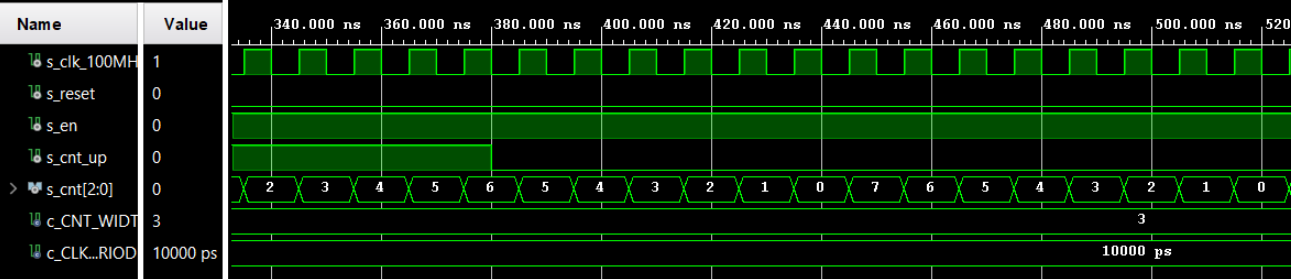 Name Value 340.000 ns 360.000 ns 380.000 ns 400.000 ns 420.000 ns 440.000 ns 460.000 ns 480.000 ns 500.000 ns 520
s_clk_100MH 1
s_reset 0
s_en 0
s_cnt_up 0
s_cnt[2:0] 0 2 3 4 5 6 5 4 3 2 1 0 7 6 5 4 3 2 1 0
c_CNT_WIDT 3 3
c_CLK...RIOD 10000 ps 10000 ps